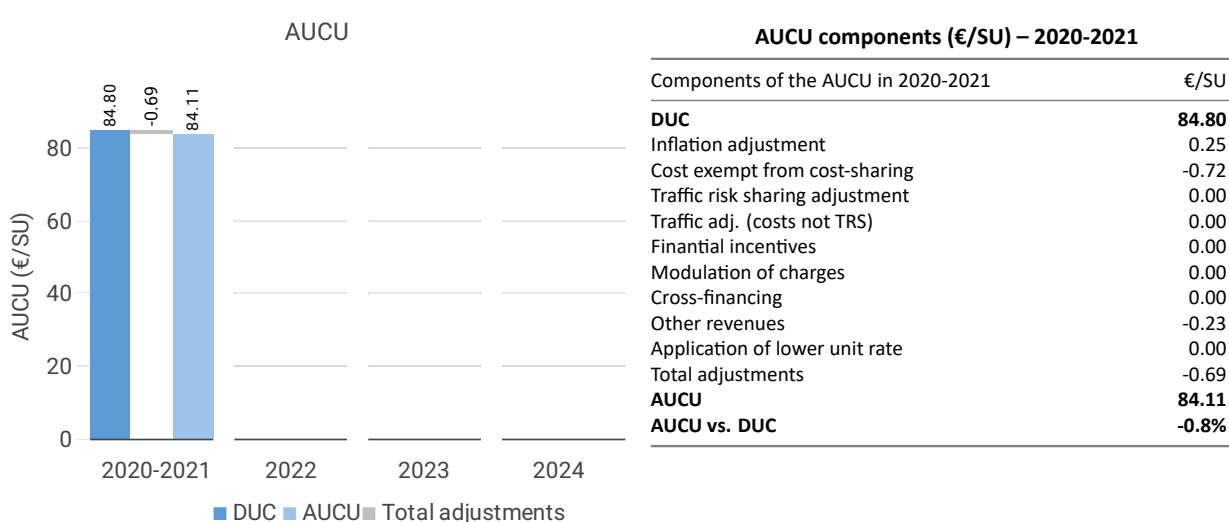 AUCU
84.80
-0.69
84.11
80
60
40
20
0
AUCU (€/SU)
2020-2021 2022 2023 2024
DUC AUCU Total adjustments
AUCU components (€/SU) – 2020-2021
Components of the AUCU in 2020-2021 €/SU
DUC 84.80
Inflation adjustment 0.25
Cost exempt from cost-sharing -0.72
Traffic risk sharing adjustment 0.00
Traffic adj. (costs not TRS) 0.00
Finantial incentives 0.00
Modulation of charges 0.00
Cross-financing 0.00
Other revenues -0.23
Application of lower unit rate 0.00
Total adjustments -0.69
AUCU 84.11
AUCU vs. DUC -0.8%